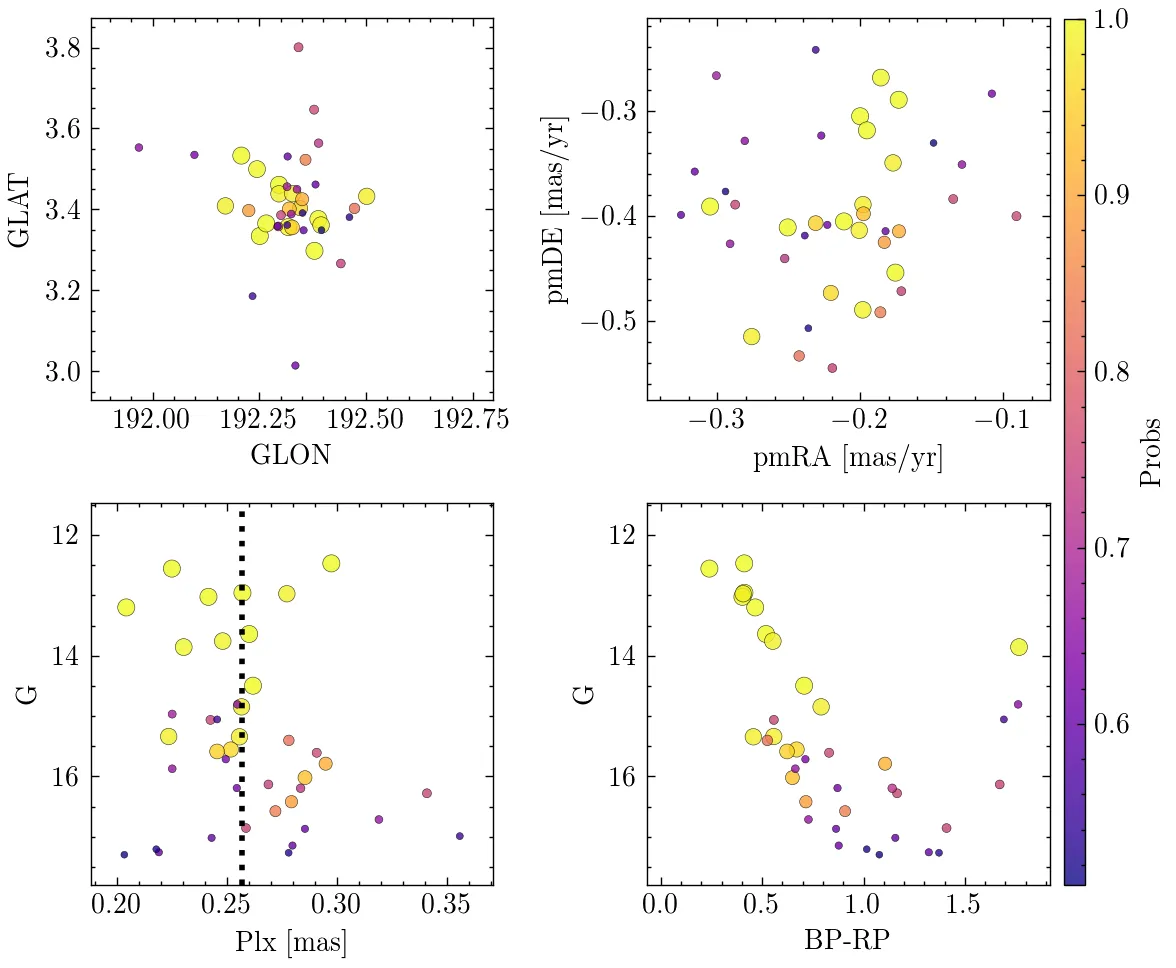 3.8
3.6
3.4
3.2
3.0
GLAT
192.00 192.25 192.50 192.75
GLON
−0.3
−0.4
−0.5
pmDE [mas/yr]
−0.3 −0.2 −0.1
pmRA [mas/yr]
1.0
0.9
0.8
0.7
0.6
Probs
12
14
16
G
0.20 0.25 0.30 0.35
Plx [mas]
12
14
16
G
0.0 0.5 1.0 1.5
BP-RP